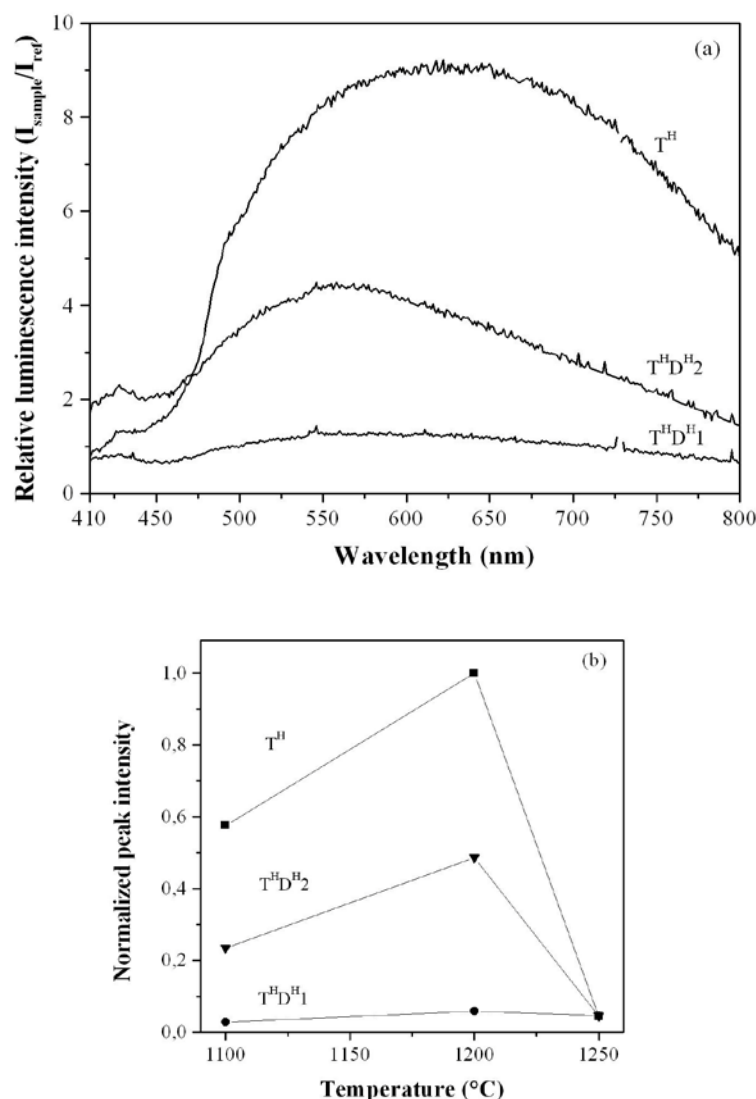 (a)
Relative luminescence intensity (I_sample/I_ref)
10
8
6
4
2
0
T^H
T^HD^H2
T^HD^H1
410 450 500 550 600 650 700 750 800
Wavelength (nm)
(b)
Normalized peak intensity
1,0
0,8
0,6
0,4
0,2
0,0
T^H
T^HD^H2
T^HD^H1
1100 1150 1200 1250
Temperature (°C)